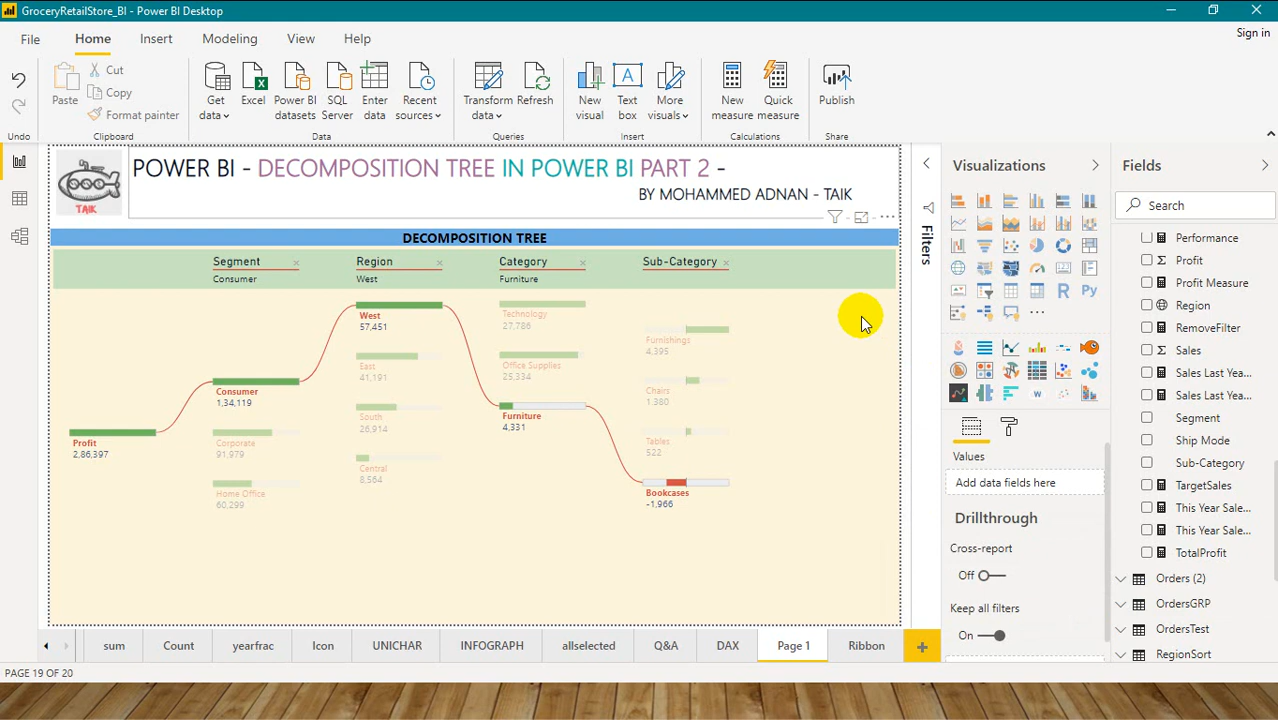 GroceryRetailStore_BI - Power BI Desktop
Sign in
File Home Insert Modeling View Help
Paste
Cut
Copy
Format painter
Get data
Excel
Power BI datasets
SQL Server
Enter data
Recent sources
Transform data
Refresh
New visual
Text box
More visuals
New measure
Quick measure
Publish
Undo Clipboard Data Queries Insert Calculations Share
TAIK
POWER BI - DECOMPOSITION TREE IN POWER BI PART 2 -
BY MOHAMMED ADNAN - TAIK
DECOMPOSITION TREE
Segment
Consumer
Region
West
Category
Furniture
Sub-Category
Profit
2,86,397
Consumer
1,34,119
Corporate
91,979
Home Office
60,299
West
57,451
East
41,191
South
26,914
Central
8,564
Technology
27,786
Office Supplies
25,334
Furniture
4,331
Furnishings
4,395
Chairs
1,380
Tables
522
Bookcases
-1,966
Filters
Visualizations
R
Py
Values
Add data fields here
Drillthrough
Cross-report
Off
Keep all filters
On
Fields
Search
Performance
Profit
Profit Measure
Region
RemoveFilter
Sales
Sales Last Yea...
Sales Last Yea...
Segment
Ship Mode
Sub-Category
TargetSales
This Year Sale...
This Year Sale...
TotalProfit
Orders (2)
OrdersGRP
OrdersTest
RegionSort
sum Count yearfrac Icon UNICHAR INFOGRAPH allselected Q&A DAX Page 1 Ribbon
PAGE 19 OF 20